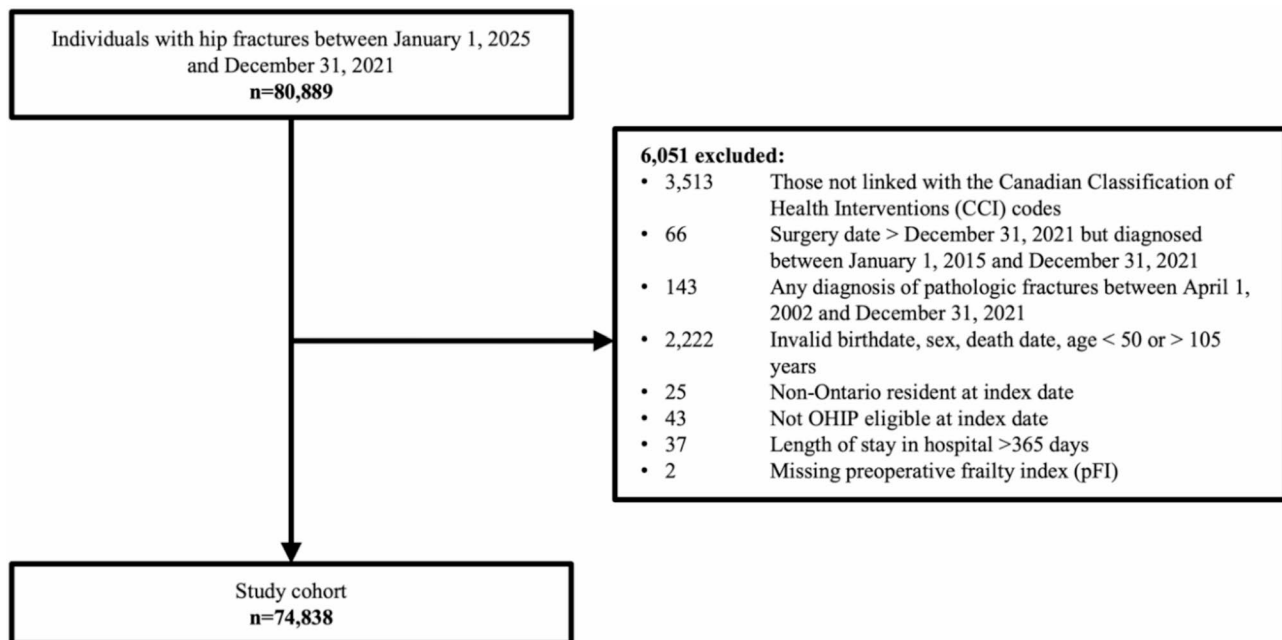 Individuals with hip fractures between January 1, 2025
and December 31, 2021
n=80,889
6,051 excluded:
• 3,513 Those not linked with the Canadian Classification of
Health Interventions (CCI) codes
• 66 Surgery date > December 31, 2021 but diagnosed
between January 1, 2015 and December 31, 2021
• 143 Any diagnosis of pathologic fractures between April 1,
2002 and December 31, 2021
• 2,222 Invalid birthdate, sex, death date, age < 50 or > 105
years
• 25 Non-Ontario resident at index date
• 43 Not OHIP eligible at index date
• 37 Length of stay in hospital >365 days
• 2 Missing preoperative frailty index (pFI)
Study cohort
n=74,838